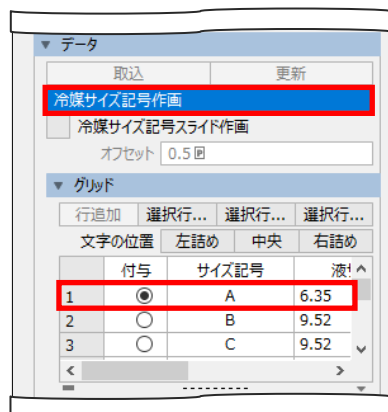 データ
取込 更新
冷媒サイズ記号作画
冷媒サイズ記号スライド作画
オフセット 0.5 P
グリッド
行追加 選択行... 選択行... 選択行...
文字の位置 左詰め 中央 右詰め
付与 サイズ記号
1 A 6.35
2 B 9.52
3 C 9.52